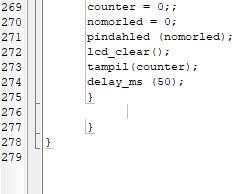 269 counter = 0;;
270 nomorled = 0;
271 pindahled (nomorled);
272 lcd_clear();
273 tampil(counter);
274 delay_ms (50);
275 }
276
277 }
278 }
279